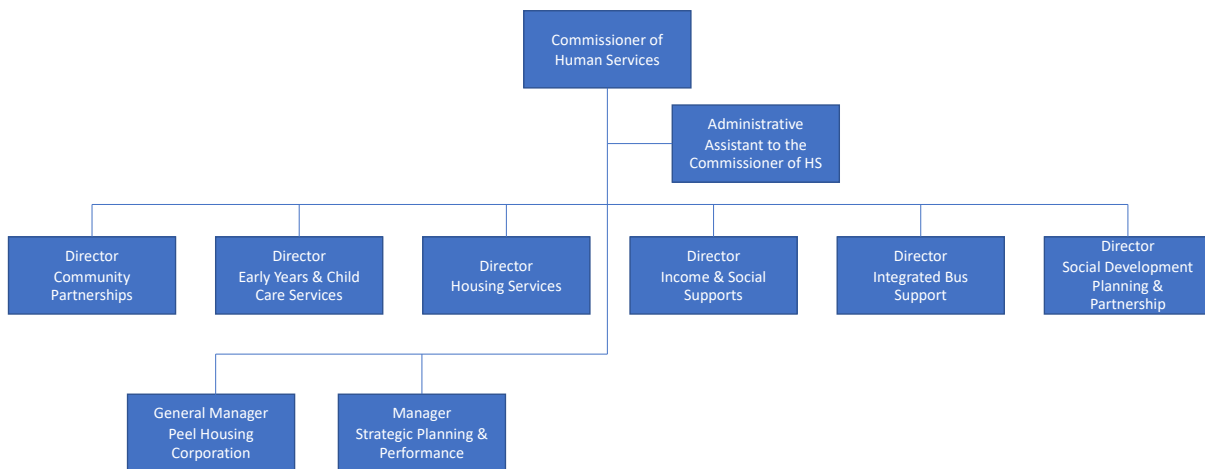 Commissioner of
Human Services
Administrative
Assistant to the
Commissioner of HS
Director
Community
Partnerships
Director
Early Years & Child
Care Services
Director
Housing Services
Director
Income & Social
Supports
Director
Integrated Bus
Support
Director
Social Development
Planning &
Partnership
General Manager
Peel Housing
Corporation
Manager
Strategic Planning &
Performance